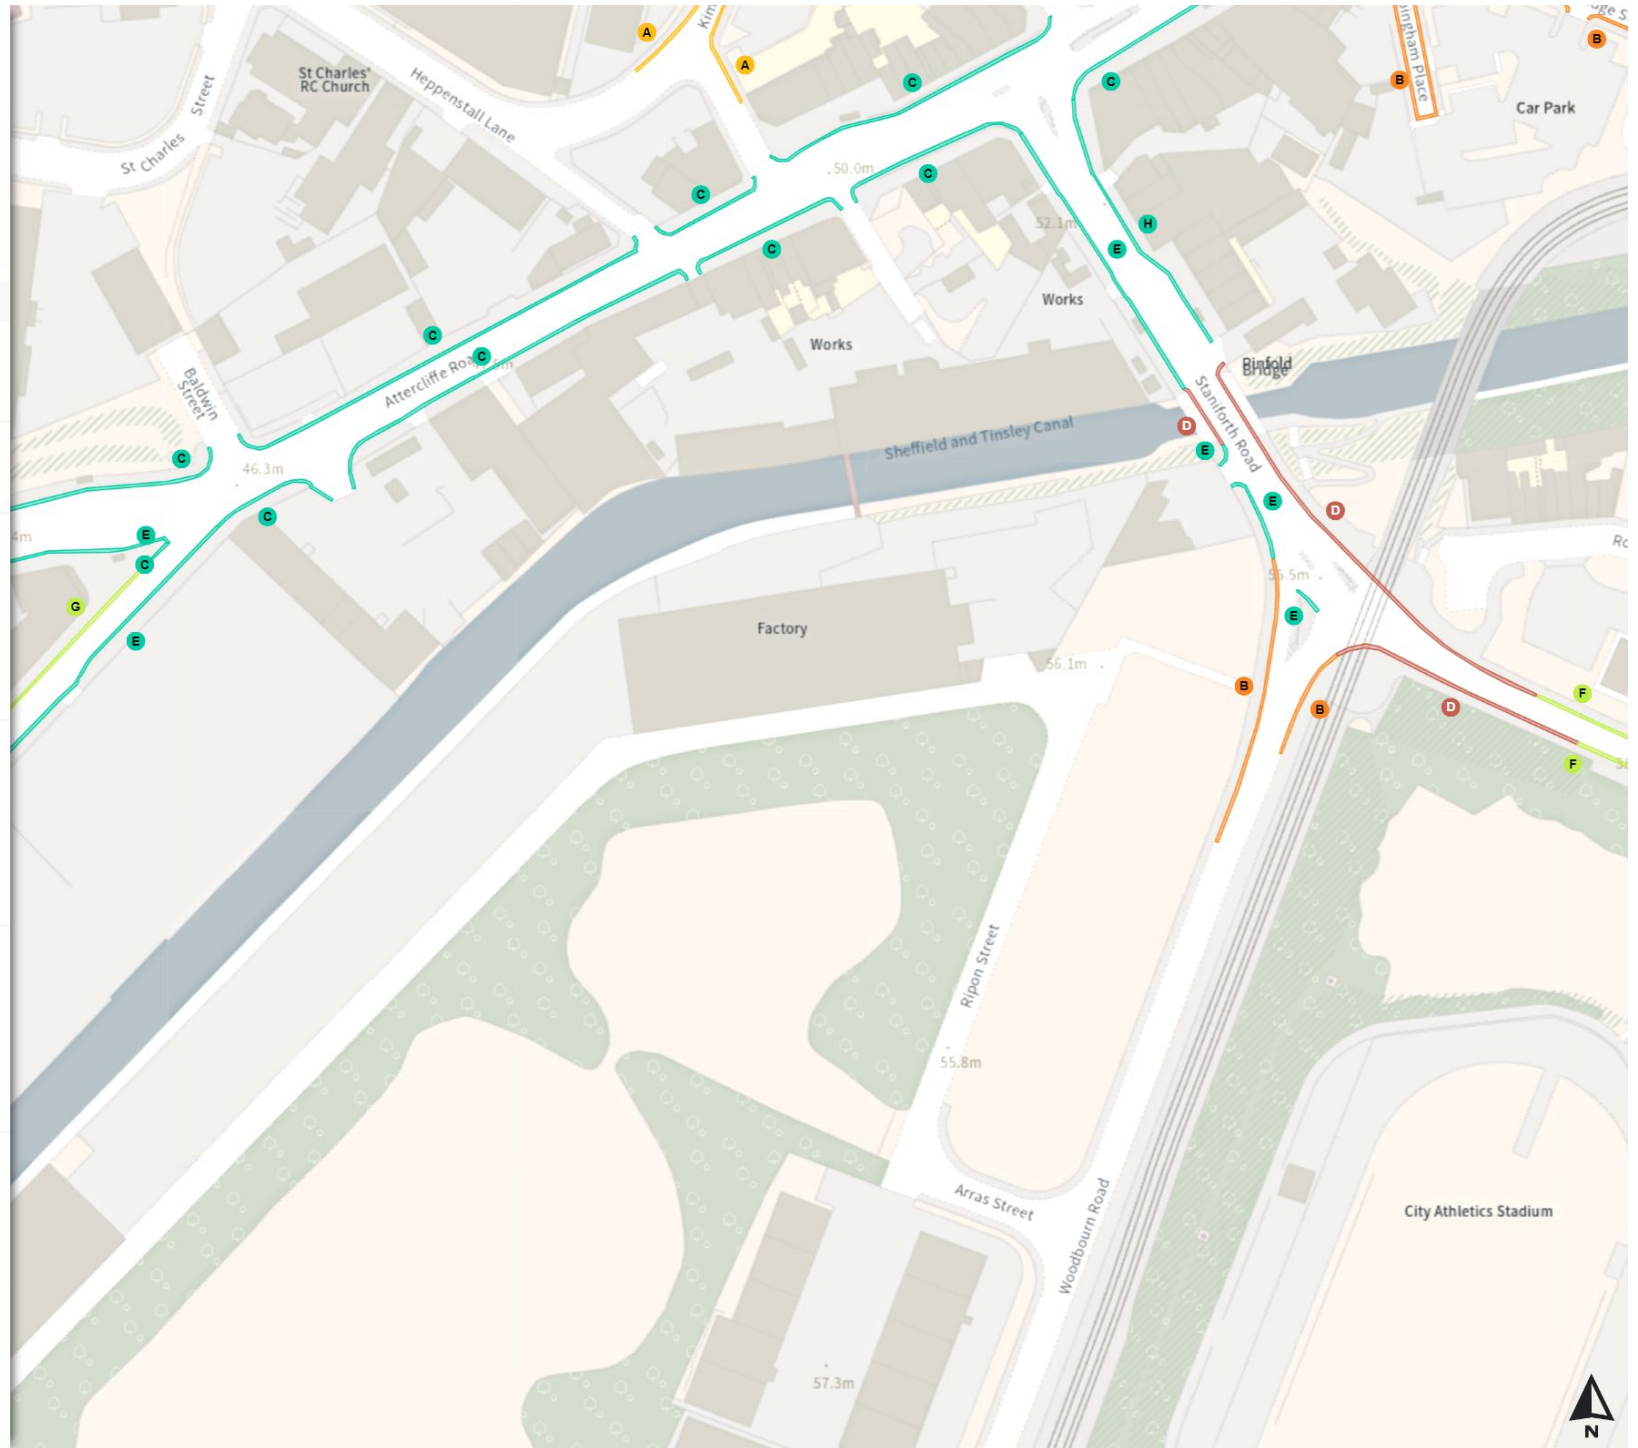 A
A
C
C
B
B
Car Park
St Charles'
RC Church
Street
St Charles
Heppenstall Lane
50.0m
C
C
C
52.1m
H
E
Works
Works
C
C
Attercliffe Road
Baldwin
Street
Pinfold
Bridge
Staniforth Road
Sheffield and Tinsley Canal
D
E
C
46.3m
C
E
D
E
C
4m
G
E
Factory
E
56.1m
B
B
D
F
F
Ripon Street
55.8m
Arras Street
Woodbourn Road
City Athletics Stadium
57.3m
N